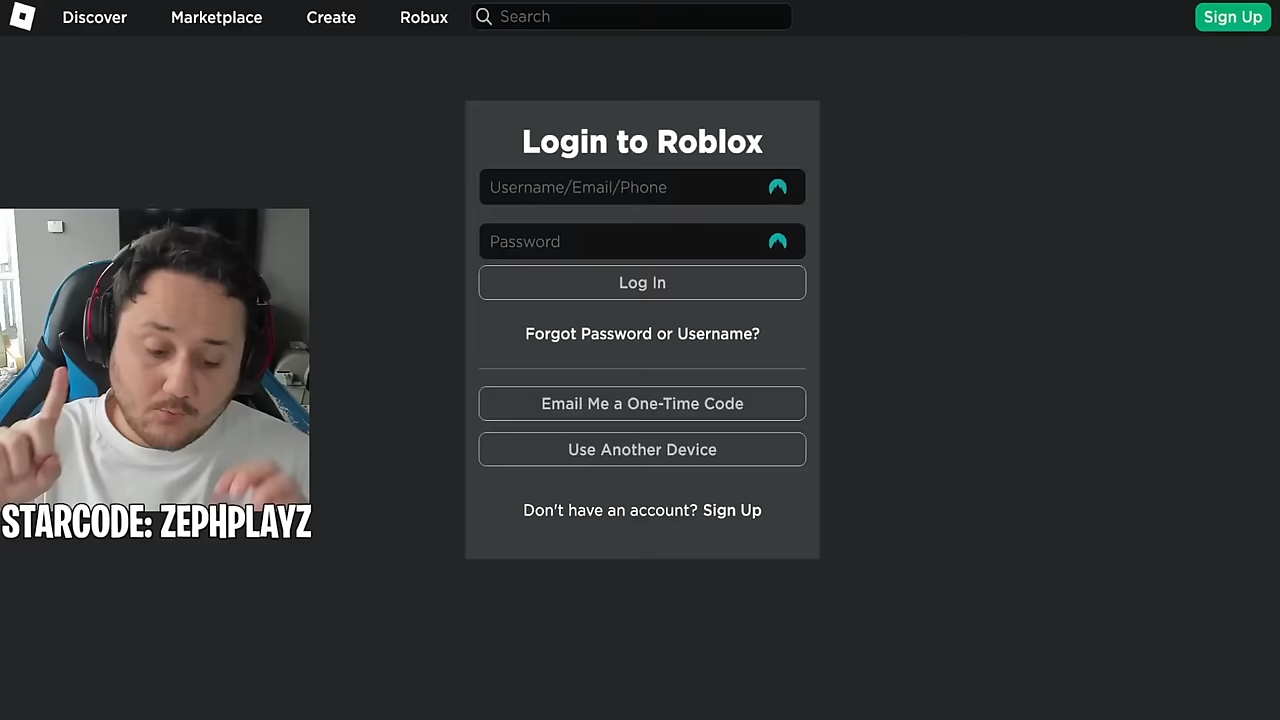 Discover
Marketplace
Create
Robux
Search
Sign Up
Login to Roblox
Username/Email/Phone
Password
Log In
Forgot Password or Username?
Email Me a One-Time Code
Use Another Device
Don't have an account? Sign Up
STARCODE: ZEPHPLAYZ